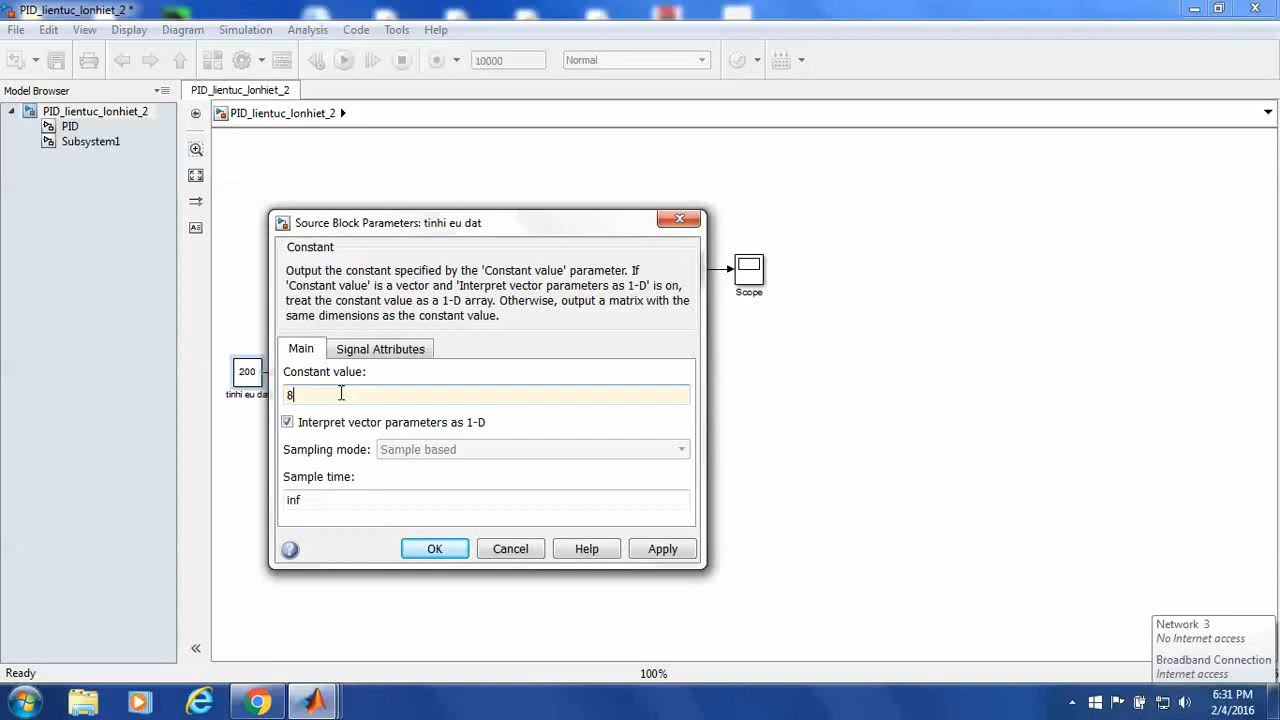 PID_lientuc_lonhiet_2 *
File Edit View Display Diagram Simulation Analysis Code Tools Help
10000 Normal
Model Browser PID_lientuc_lonhiet_2
PID_lientuc_lonhiet_2 PID_lientuc_lonhiet_2
PID
Subsystem1
Source Block Parameters: tinhi eu dat
Constant
Output the constant specified by the 'Constant value' parameter. If
'Constant value' is a vector and 'Interpret vector parameters as 1-D' is on,
treat the constant value as a 1-D array. Otherwise, output a matrix with the
same dimensions as the constant value.
Scope
Main Signal Attributes
200 Constant value:
tinhi eu da 8
Interpret vector parameters as 1-D
Sampling mode: Sample based
Sample time:
inf
OK Cancel Help Apply
Network 3
No Internet access
Broadband Connection
Internet access
Ready 100%
6:31 PM
2/4/2016